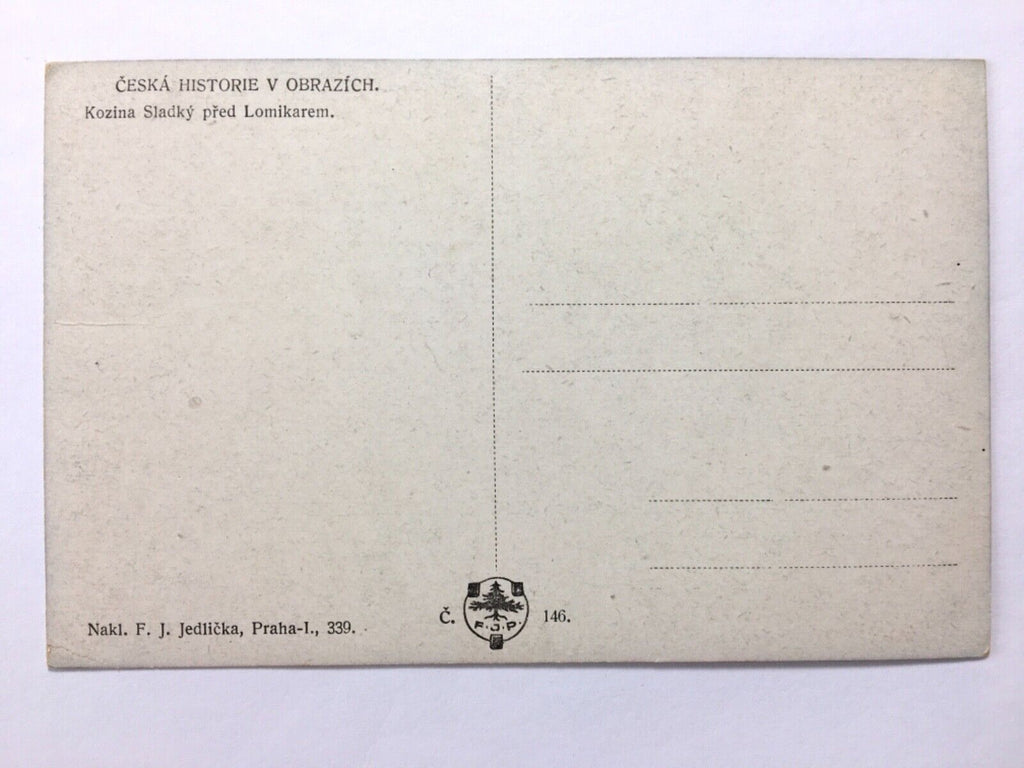 ČESKÁ HISTORIE V OBRAZÍCH.
Kozina Sladký před Lomikarem.
Nakl. F. J. Jedlička, Praha-I., 339.
Č. 146.
F.J.P.